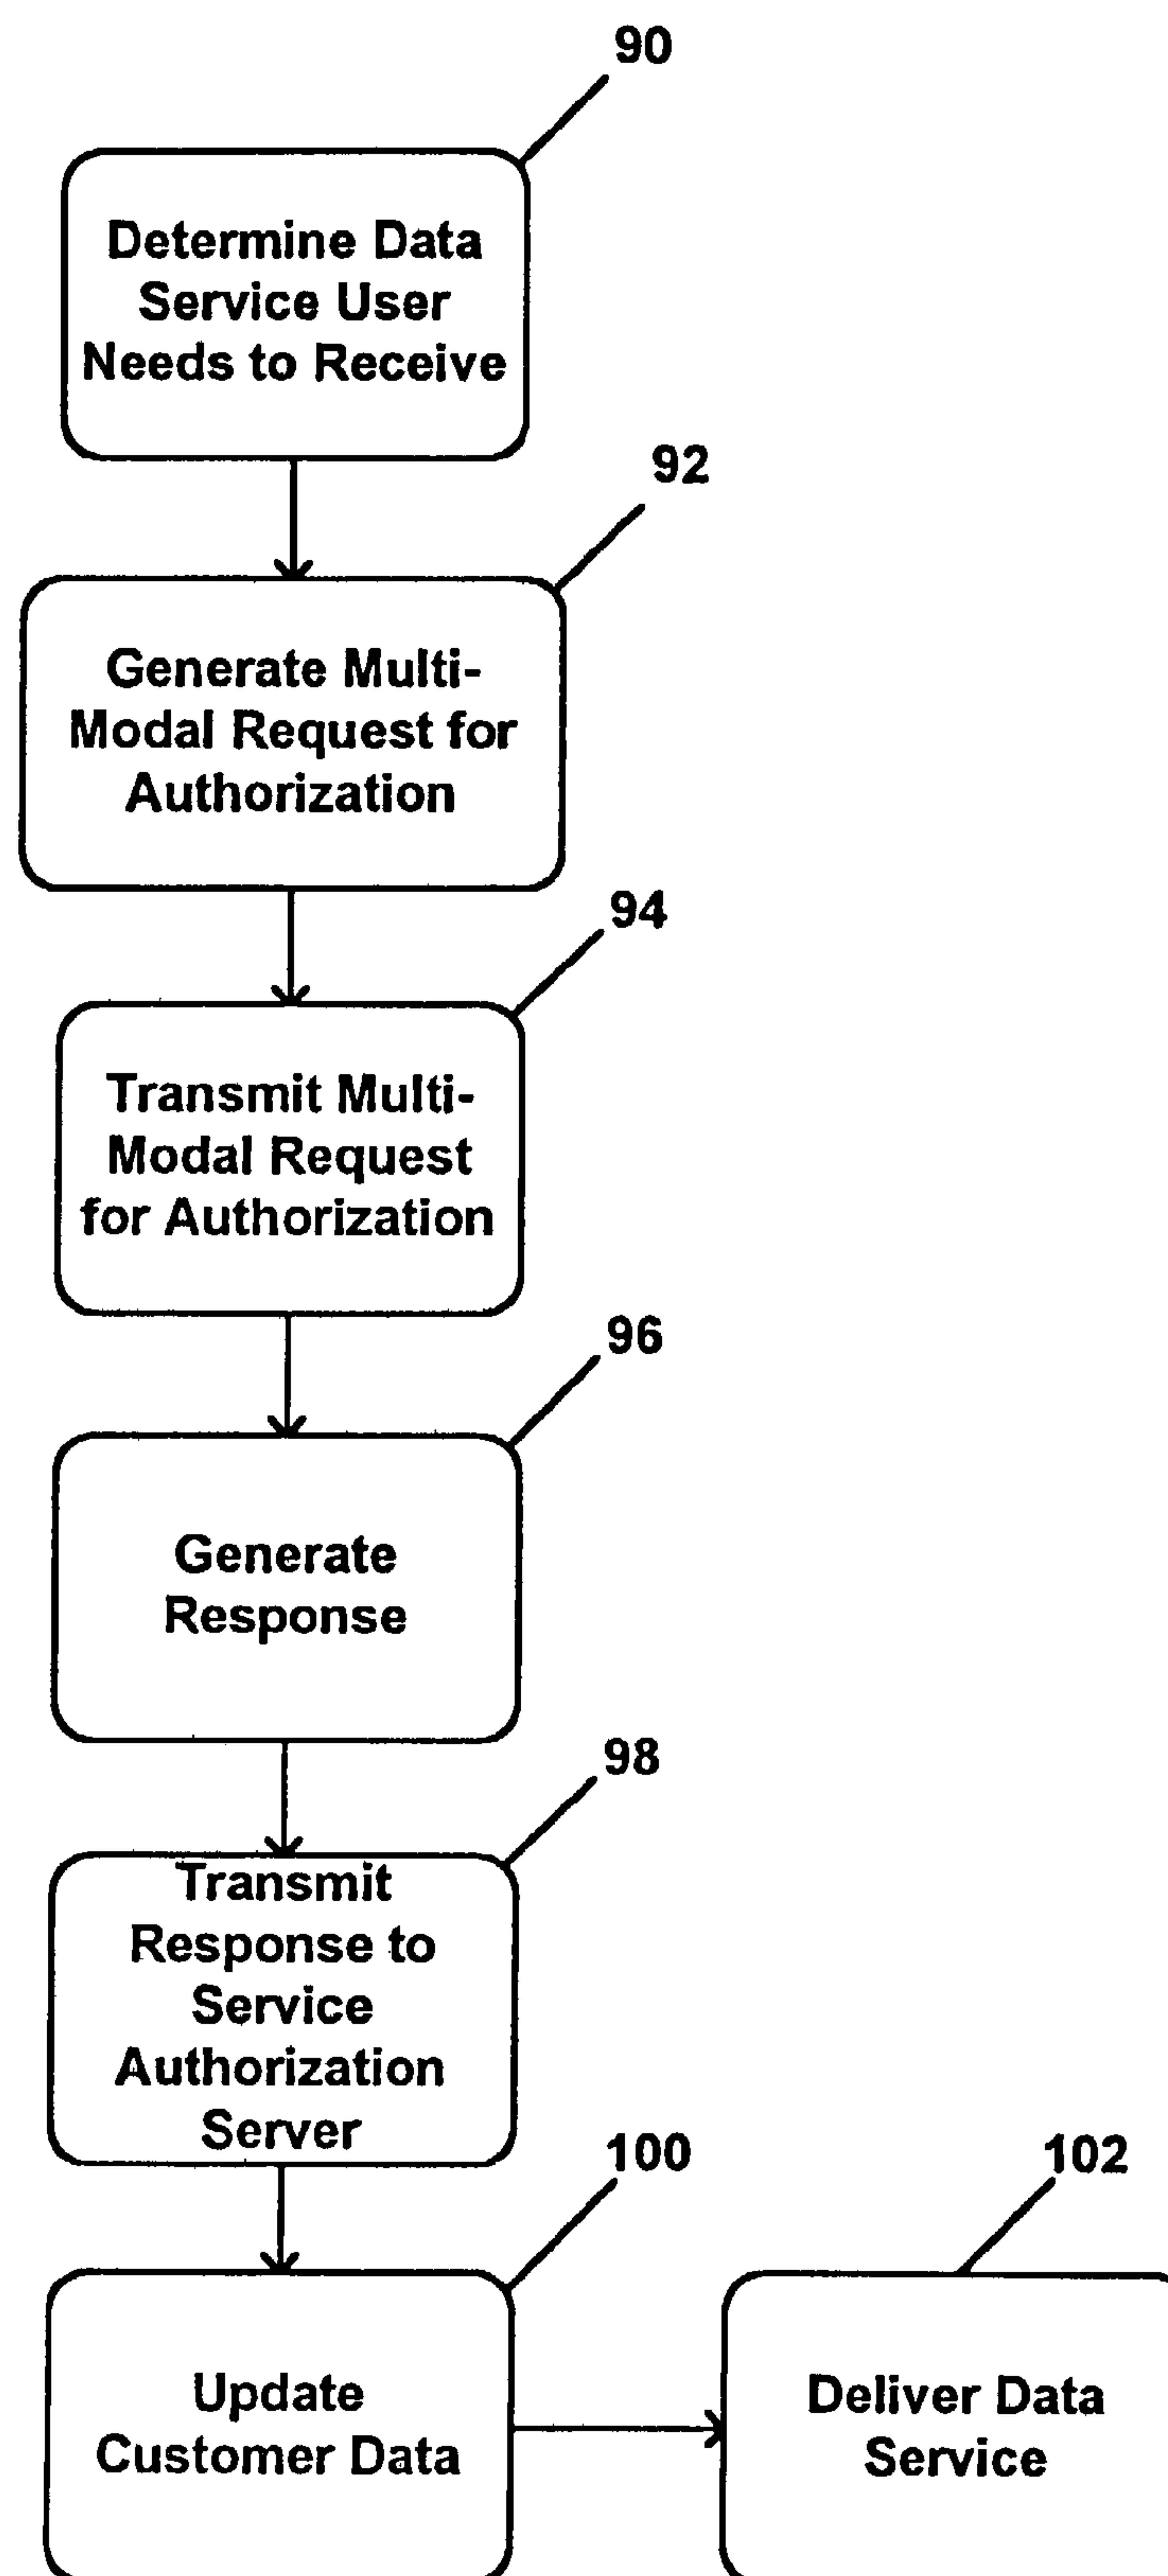 90
Determine Data
Service User
Needs to Receive
92
Generate Multi-
Modal Request for
Authorization
94
Transmit Multi-
Modal Request
for Authorization
96
Generate
Response
98
Transmit
Response to
Service
Authorization
Server
100
102
Update
Customer Data
Deliver Data
Service